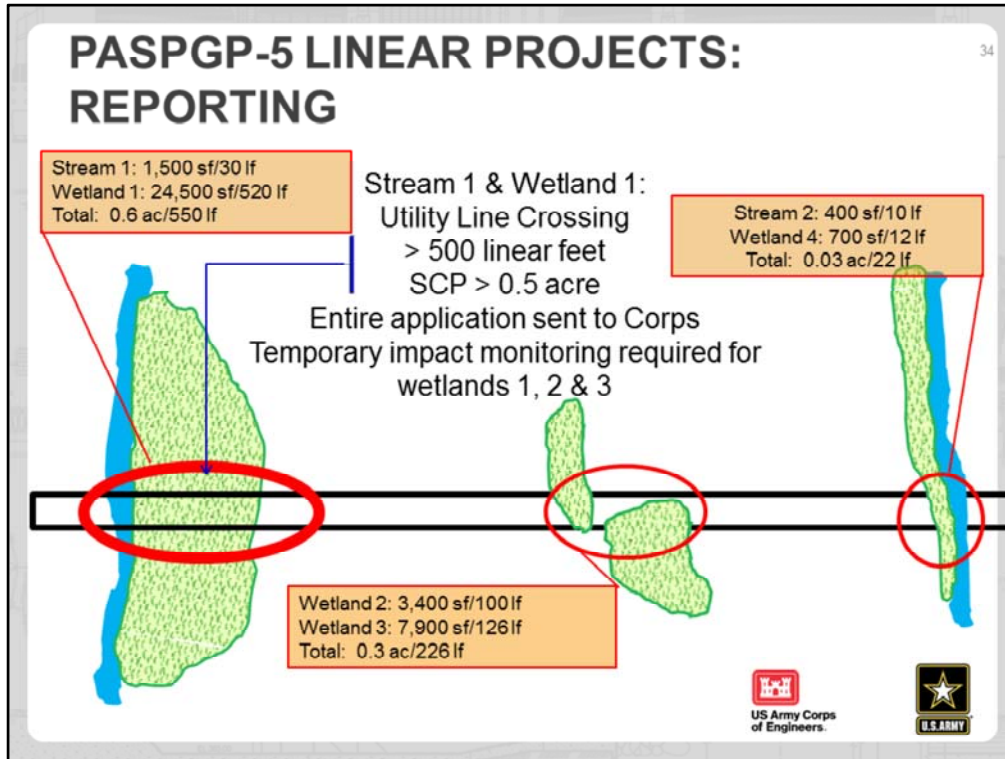 PASPGP-5 LINEAR PROJECTS:
REPORTING
34
Stream 1: 1,500 sf/30 lf
Wetland 1: 24,500 sf/520 lf
Total: 0.6 ac/550 lf
Stream 1 & Wetland 1:
Utility Line Crossing
> 500 linear feet
SCP > 0.5 acre
Entire application sent to Corps
Temporary impact monitoring required for
wetlands 1, 2 & 3
Stream 2: 400 sf/10 lf
Wetland 4: 700 sf/12 lf
Total: 0.03 ac/22 lf
Wetland 2: 3,400 sf/100 lf
Wetland 3: 7,900 sf/126 lf
Total: 0.3 ac/226 lf
US Army Corps
of Engineers.
U.S.ARMY